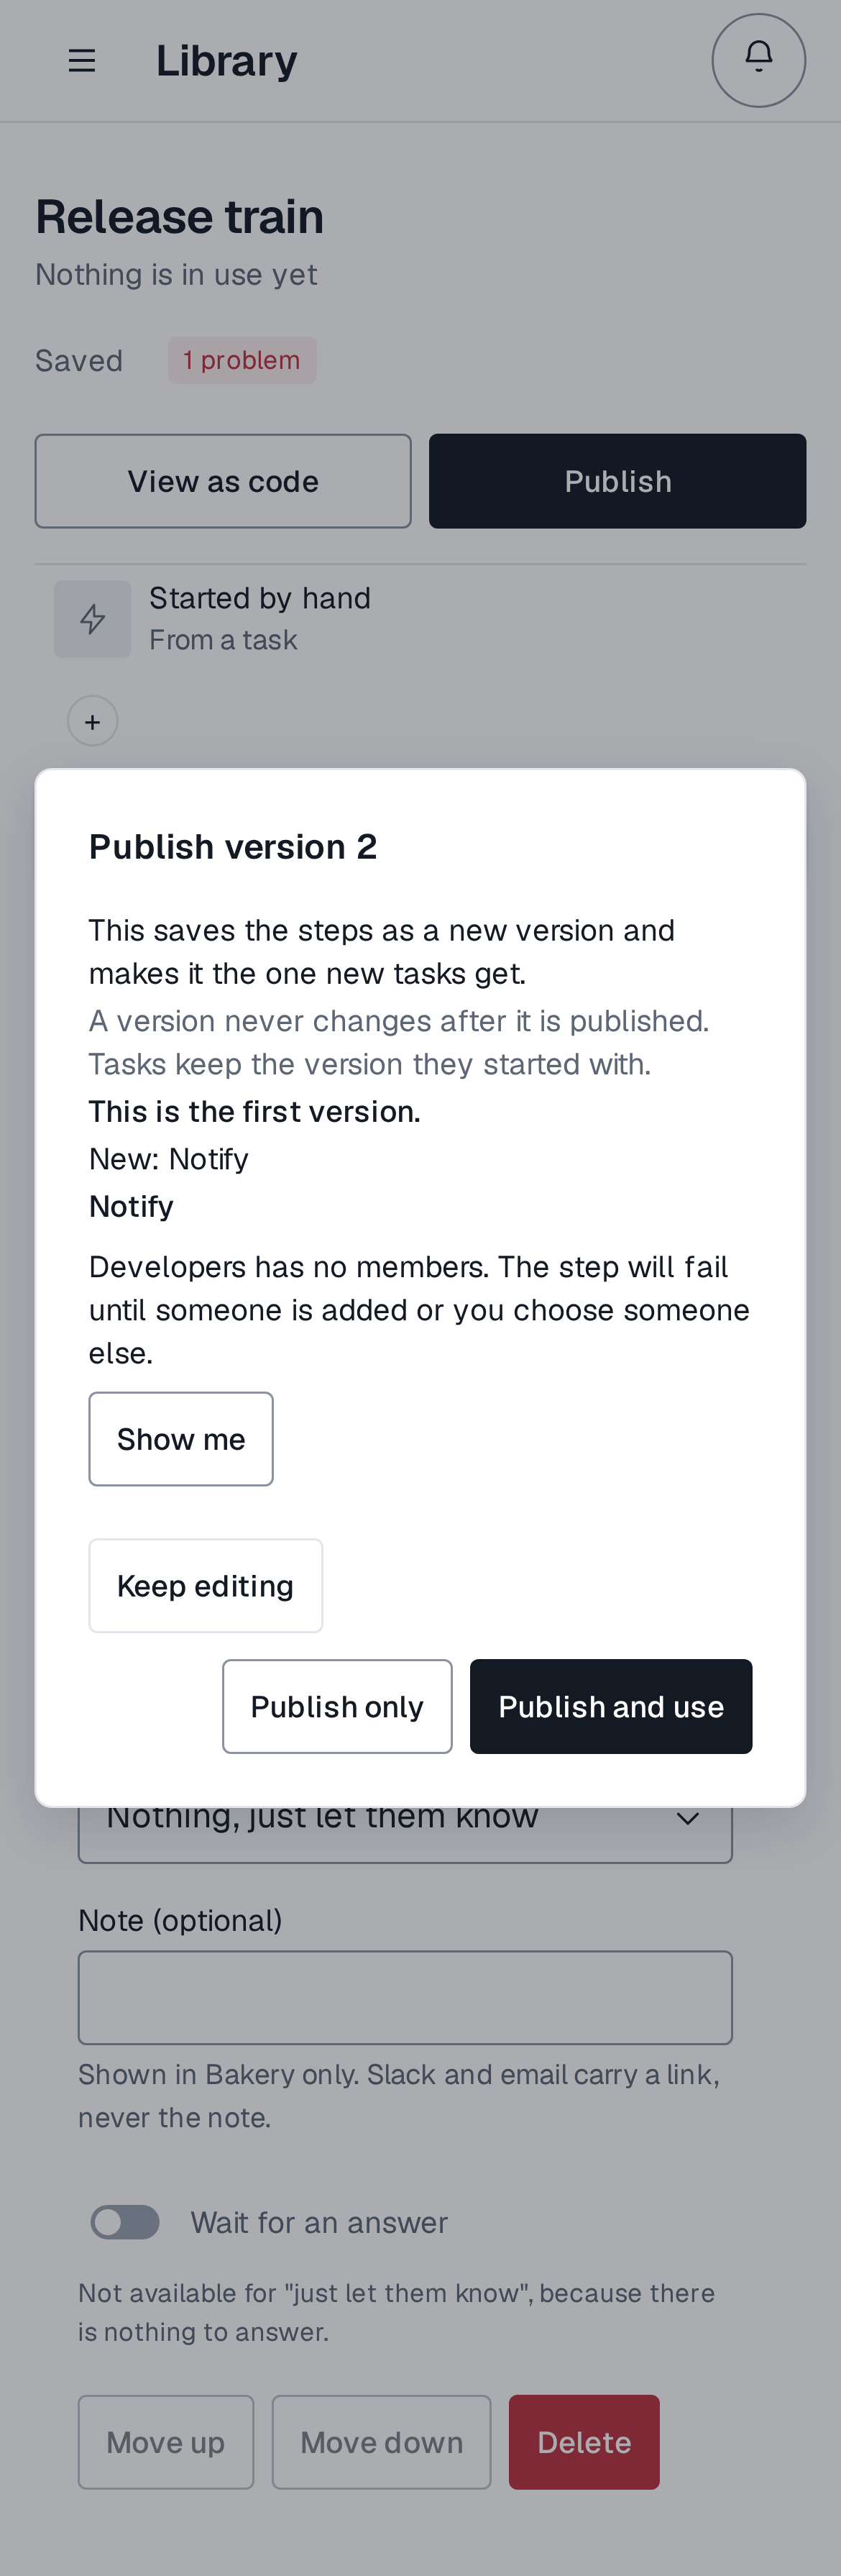 Library
Release train
Nothing is in use yet
Saved
1 problem
View as code
Publish
Started by hand
From a task
+
Publish version 2
This saves the steps as a new version and
makes it the one new tasks get.
A version never changes after it is published.
Tasks keep the version they started with.
This is the first version.
New: Notify
Notify
Developers has no members. The step will fail
until someone is added or you choose someone
else.
Show me
Keep editing
Publish only
Publish and use
Nothing, just let them know
Note (optional)
Shown in Bakery only. Slack and email carry a link,
never the note.
Wait for an answer
Not available for "just let them know", because there
is nothing to answer.
Move up
Move down
Delete